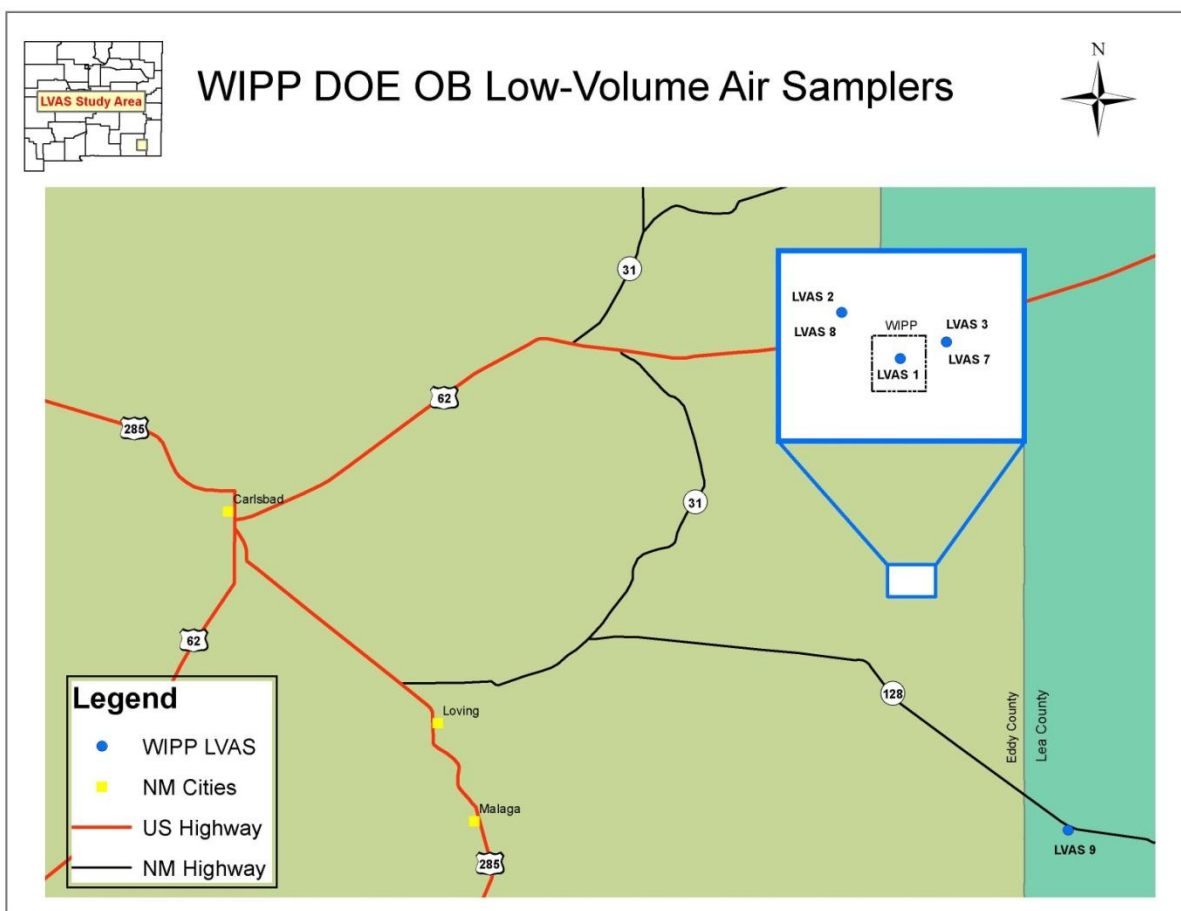 LVAS Study Area
WIPP DOE OB Low-Volume Air Samplers
N
31
LVAS 2
LVAS 8
WIPP
LVAS 3
LVAS 7
LVAS 1
62
285
Carlsbad
31
62
128
Eddy County
Lea County
Legend
WIPP LVAS
NM Cities
US Highway
NM Highway
Loving
Malaga
285
LVAS 9